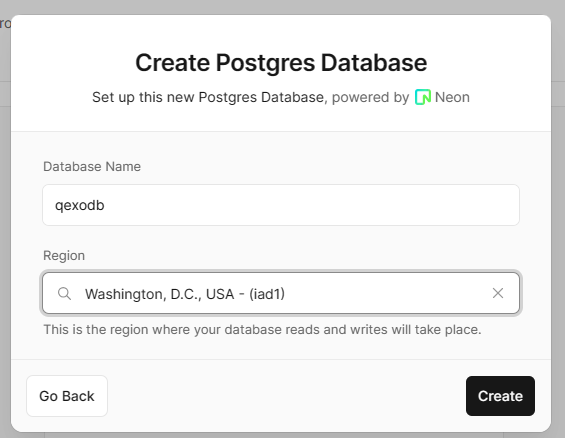 ro
Create Postgres Database
Set up this new Postgres Database, powered by Neon
Database Name
qexodb
Region
Washington, D.C., USA - (iad1)
This is the region where your database reads and writes will take place.
Go Back
Create